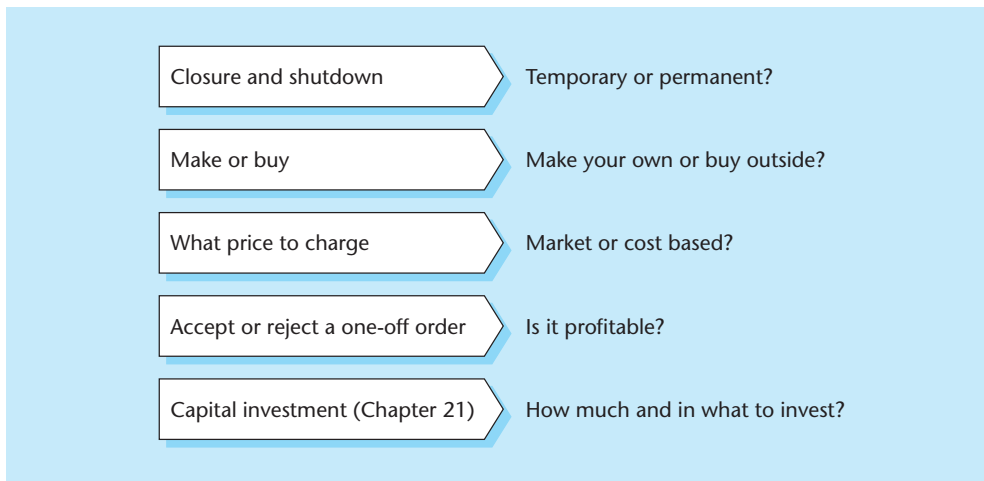 Closure and shutdown Temporary or permanent?
Make or buy Make your own or buy outside?
What price to charge Market or cost based?
Accept or reject a one-off order Is it profitable?
Capital investment (Chapter 21) How much and in what to invest?